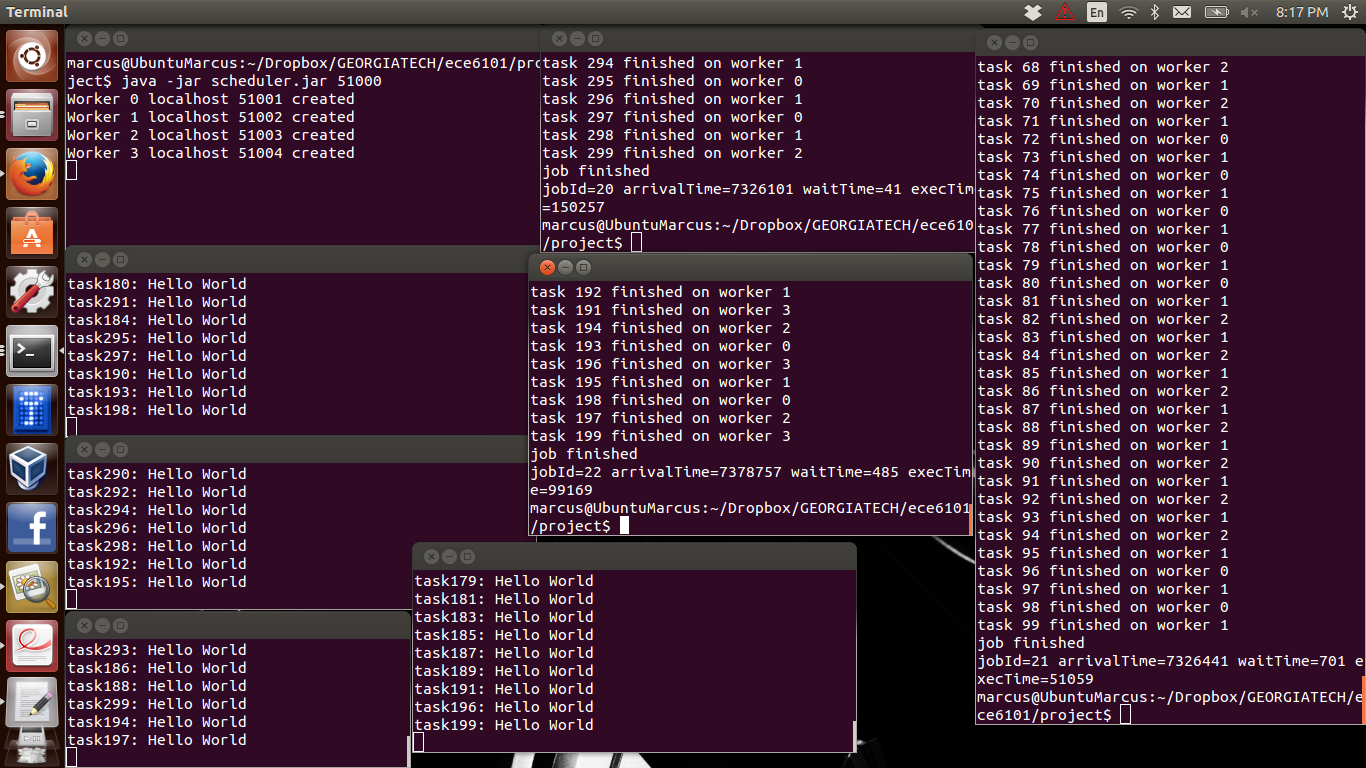 Terminal
En
8:17 PM
marcus@UbuntuMarcus:~/Dropbox/GEORGIATECH/ece6101/pro
ject$ java -jar scheduler.jar 51000
Worker 0 localhost 51001 created
Worker 1 localhost 51002 created
Worker 2 localhost 51003 created
Worker 3 localhost 51004 created
task180: Hello World
task291: Hello World
task184: Hello World
task295: Hello World
task297: Hello World
task190: Hello World
task193: Hello World
task198: Hello World
task290: Hello World
task292: Hello World
task294: Hello World
task296: Hello World
task298: Hello World
task192: Hello World
task195: Hello World
task293: Hello World
task186: Hello World
task188: Hello World
task299: Hello World
task194: Hello World
task197: Hello World
task 294 finished on worker 1
task 295 finished on worker 0
task 296 finished on worker 1
task 297 finished on worker 0
task 298 finished on worker 1
task 299 finished on worker 2
job finished
jobId=20 arrivalTime=7326101 waitTime=41 execTim
=150257
marcus@UbuntuMarcus:~/Dropbox/GEORGIATECH/ece610
/project$
task 192 finished on worker 1
task 191 finished on worker 3
task 194 finished on worker 2
task 193 finished on worker 0
task 196 finished on worker 3
task 195 finished on worker 1
task 198 finished on worker 0
task 197 finished on worker 2
task 199 finished on worker 3
job finished
jobId=22 arrivalTime=7378757 waitTime=485 execTim
e=99169
marcus@UbuntuMarcus:~/Dropbox/GEORGIATECH/ece6101
/project$
task179: Hello World
task181: Hello World
task183: Hello World
task185: Hello World
task187: Hello World
task189: Hello World
task191: Hello World
task196: Hello World
task199: Hello World
task 68 finished on worker 2
task 69 finished on worker 1
task 70 finished on worker 2
task 71 finished on worker 1
task 72 finished on worker 0
task 73 finished on worker 1
task 74 finished on worker 0
task 75 finished on worker 1
task 76 finished on worker 0
task 77 finished on worker 1
task 78 finished on worker 0
task 79 finished on worker 1
task 80 finished on worker 0
task 81 finished on worker 1
task 82 finished on worker 2
task 83 finished on worker 1
task 84 finished on worker 2
task 85 finished on worker 1
task 86 finished on worker 2
task 87 finished on worker 1
task 88 finished on worker 2
task 89 finished on worker 1
task 90 finished on worker 2
task 91 finished on worker 1
task 92 finished on worker 2
task 93 finished on worker 1
task 94 finished on worker 2
task 95 finished on worker 1
task 96 finished on worker 0
task 97 finished on worker 1
task 98 finished on worker 0
task 99 finished on worker 1
job finished
jobId=21 arrivalTime=7326441 waitTime=701 e
xecTime=51059
marcus@UbuntuMarcus:~/Dropbox/GEORGIATECH/e
ce6101/project$